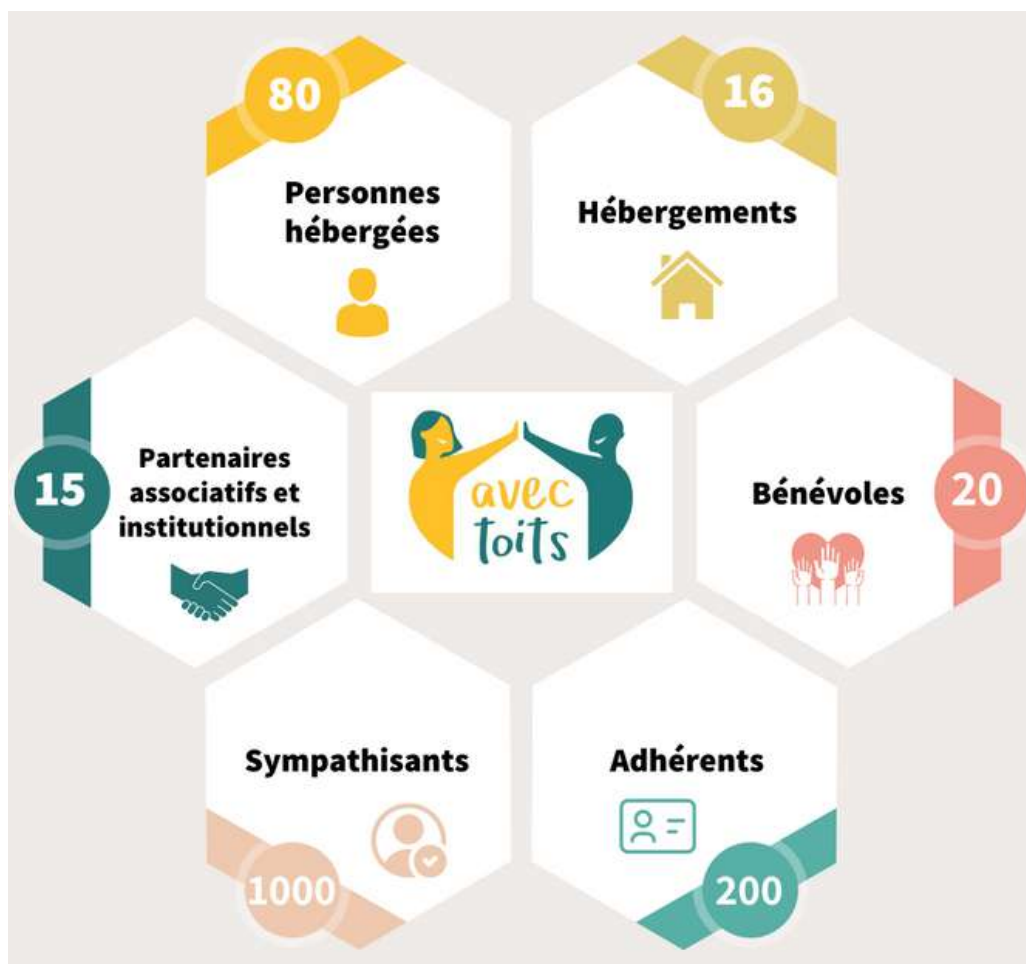 80
Personnes
hébergées
16
Hébergements
15
Partenaires
associatifs et
institutionnels
avec
toits
Bénévoles
20
Sympathisants
1000
Adhérents
200